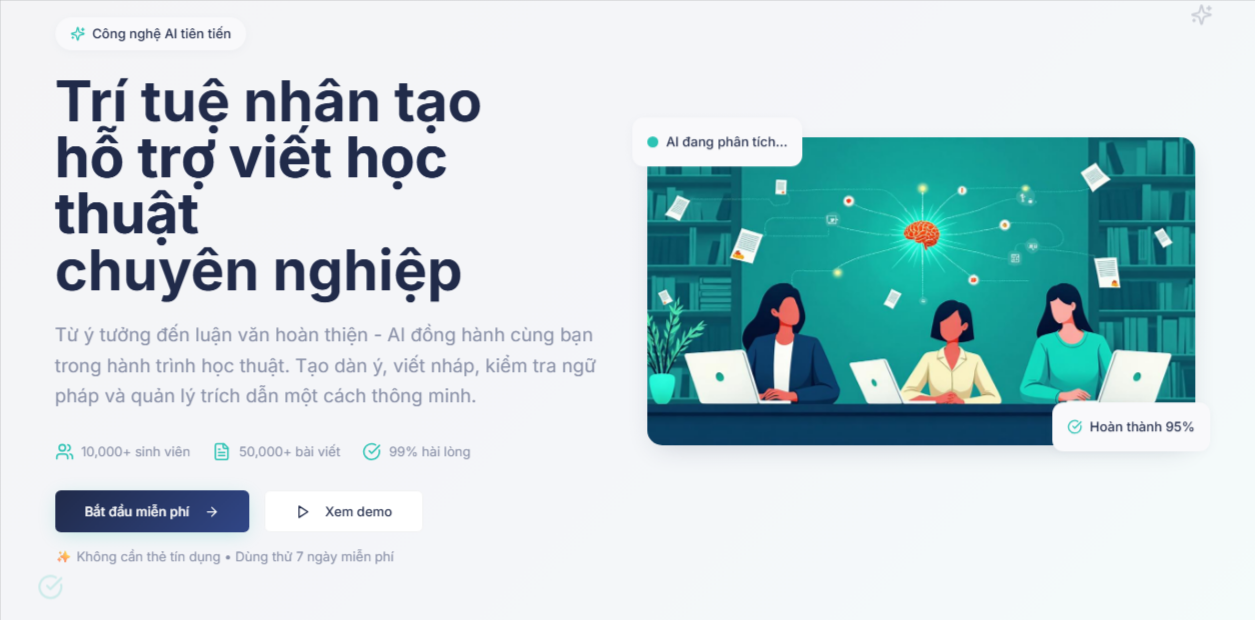 Công nghệ AI tiên tiến
Trí tuệ nhân tạo
hỗ trợ viết học
thuật
chuyên nghiệp
Từ ý tưởng đến luận văn hoàn thiện - AI đồng hành cùng bạn
trong hành trình học thuật. Tạo dàn ý, viết nháp, kiểm tra ngữ
pháp và quản lý trích dẫn một cách thông minh.
10,000+ sinh viên
50,000+ bài viết
99% hài lòng
Bắt đầu miễn phí
Xem demo
✨ Không cần thẻ tín dụng • Dùng thử 7 ngày miễn phí
AI đang phân tích...
Hoàn thành 95%